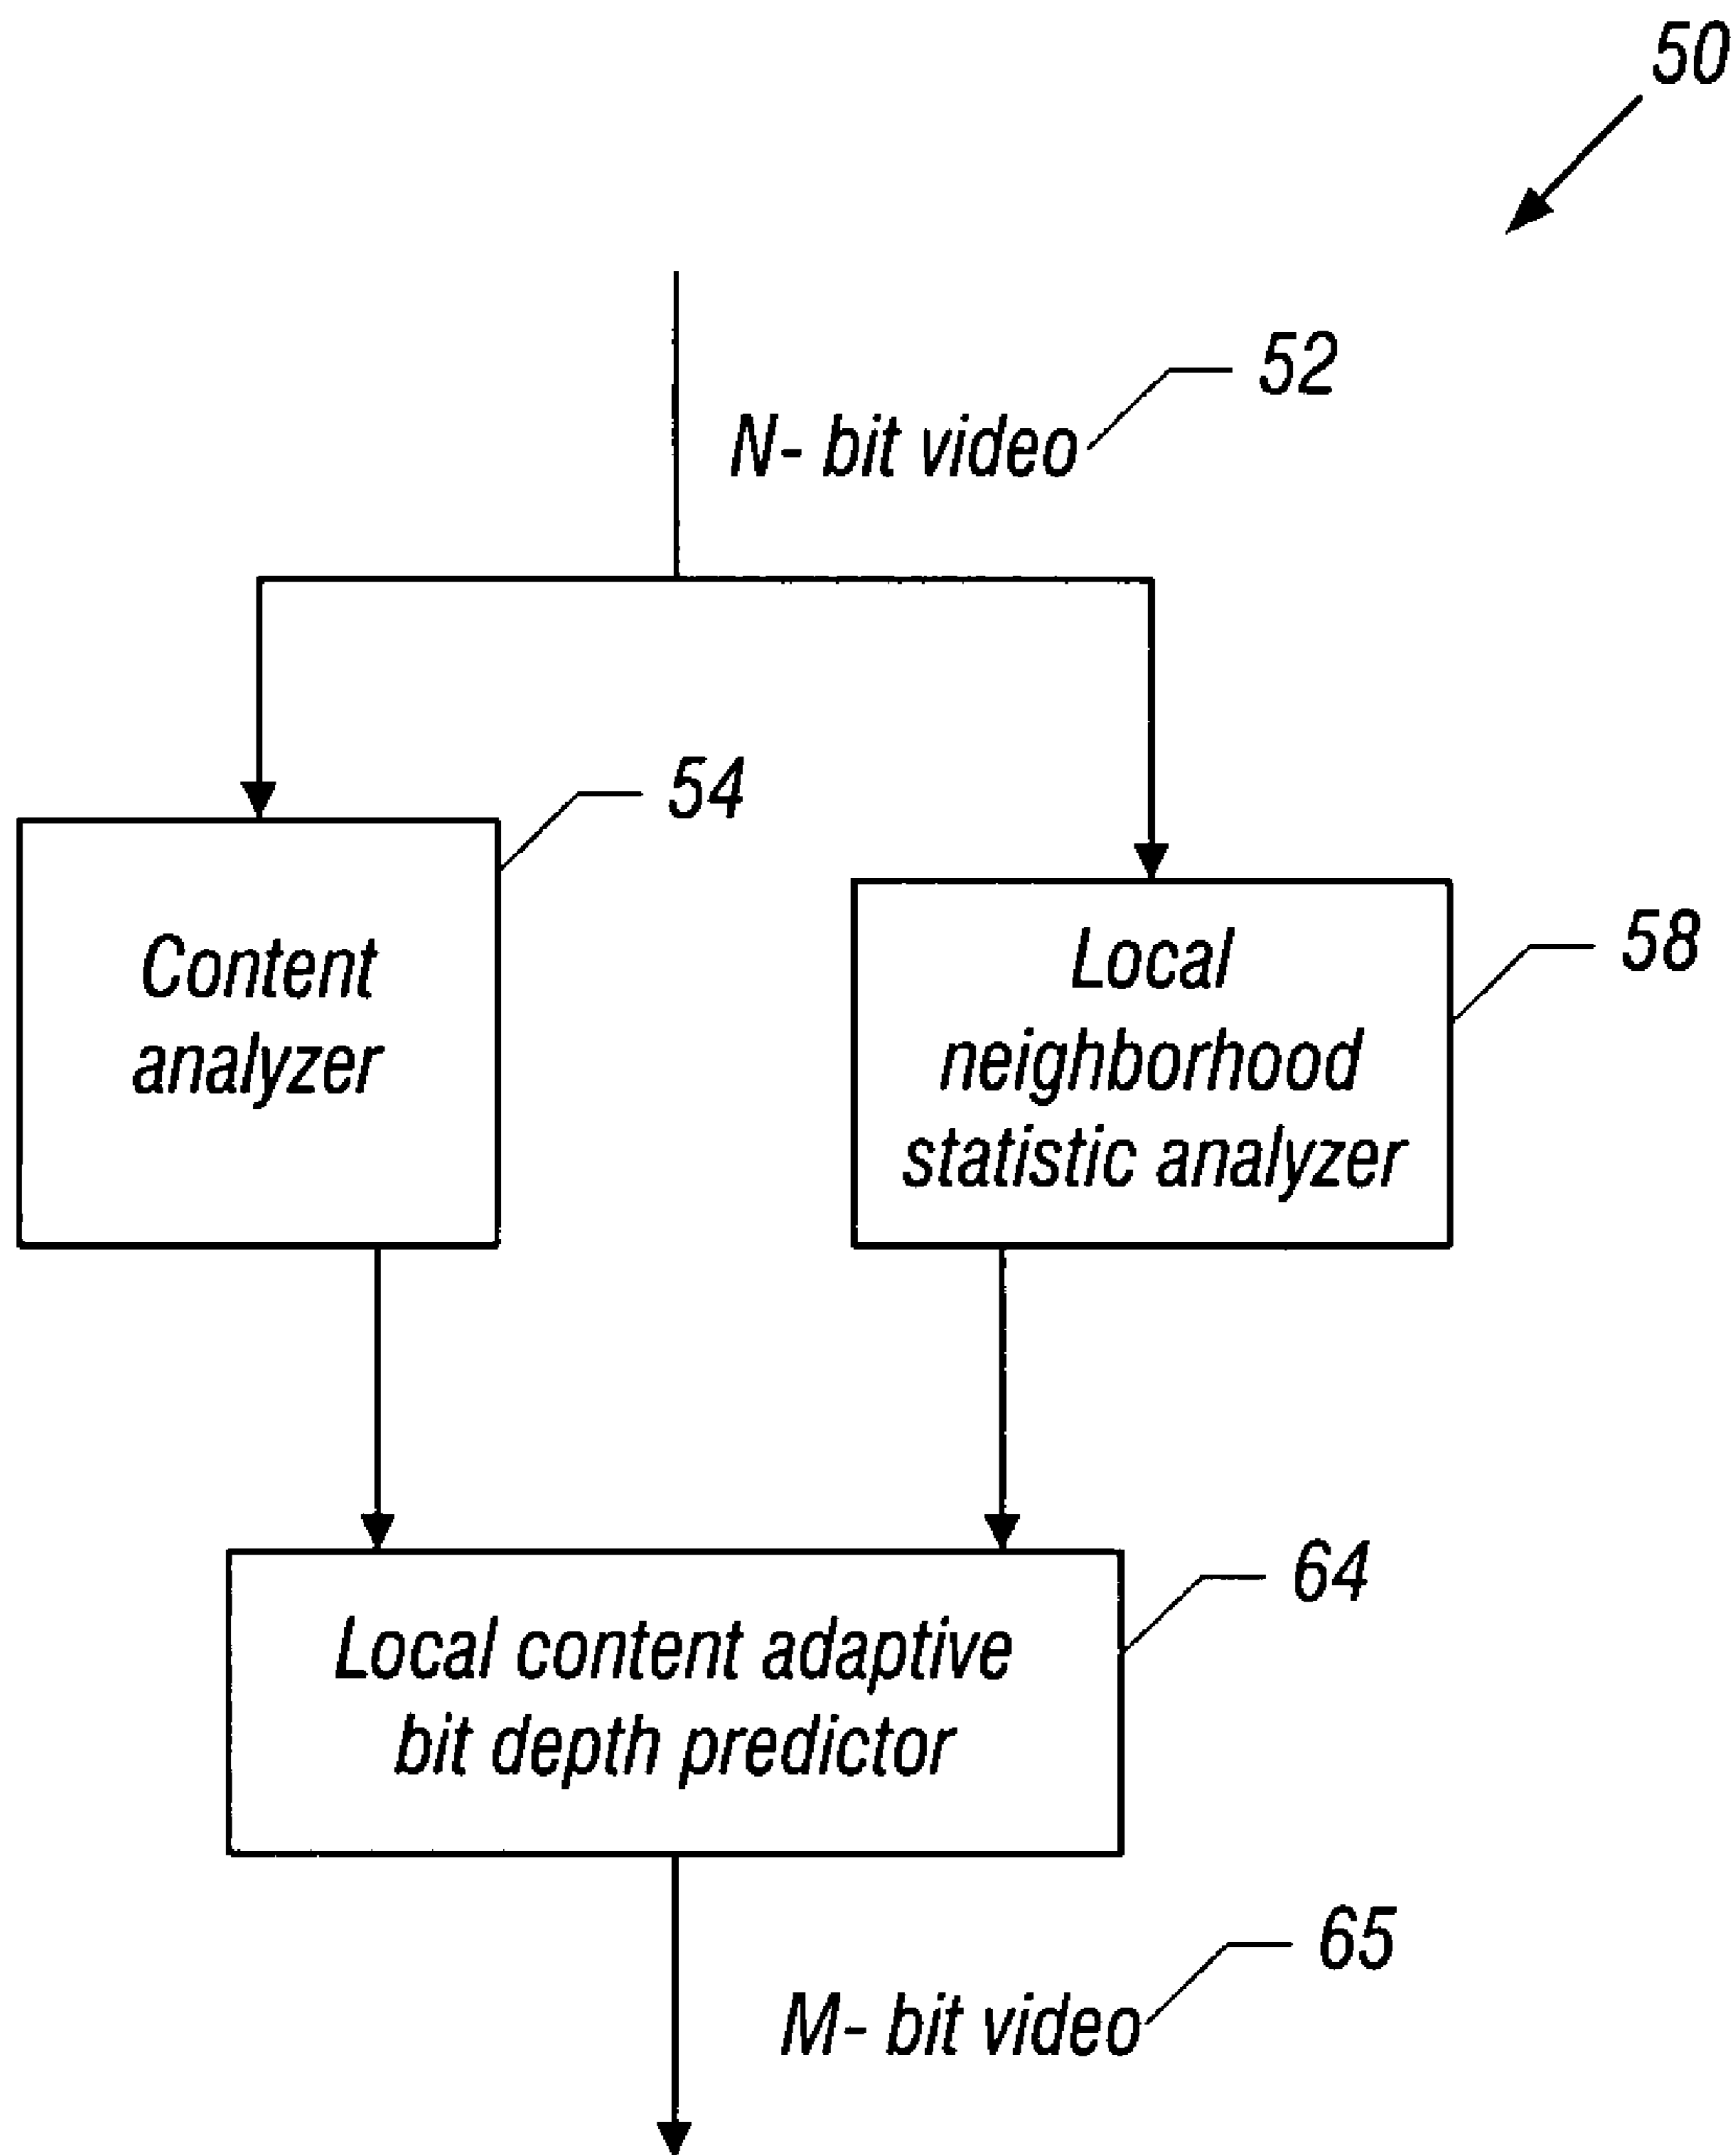 50
52
N- bit video
54
Content
analyzer
58
Local
neighborhood
statistic analyzer
64
Local content adaptive
bit depth predictor
65
M- bit video